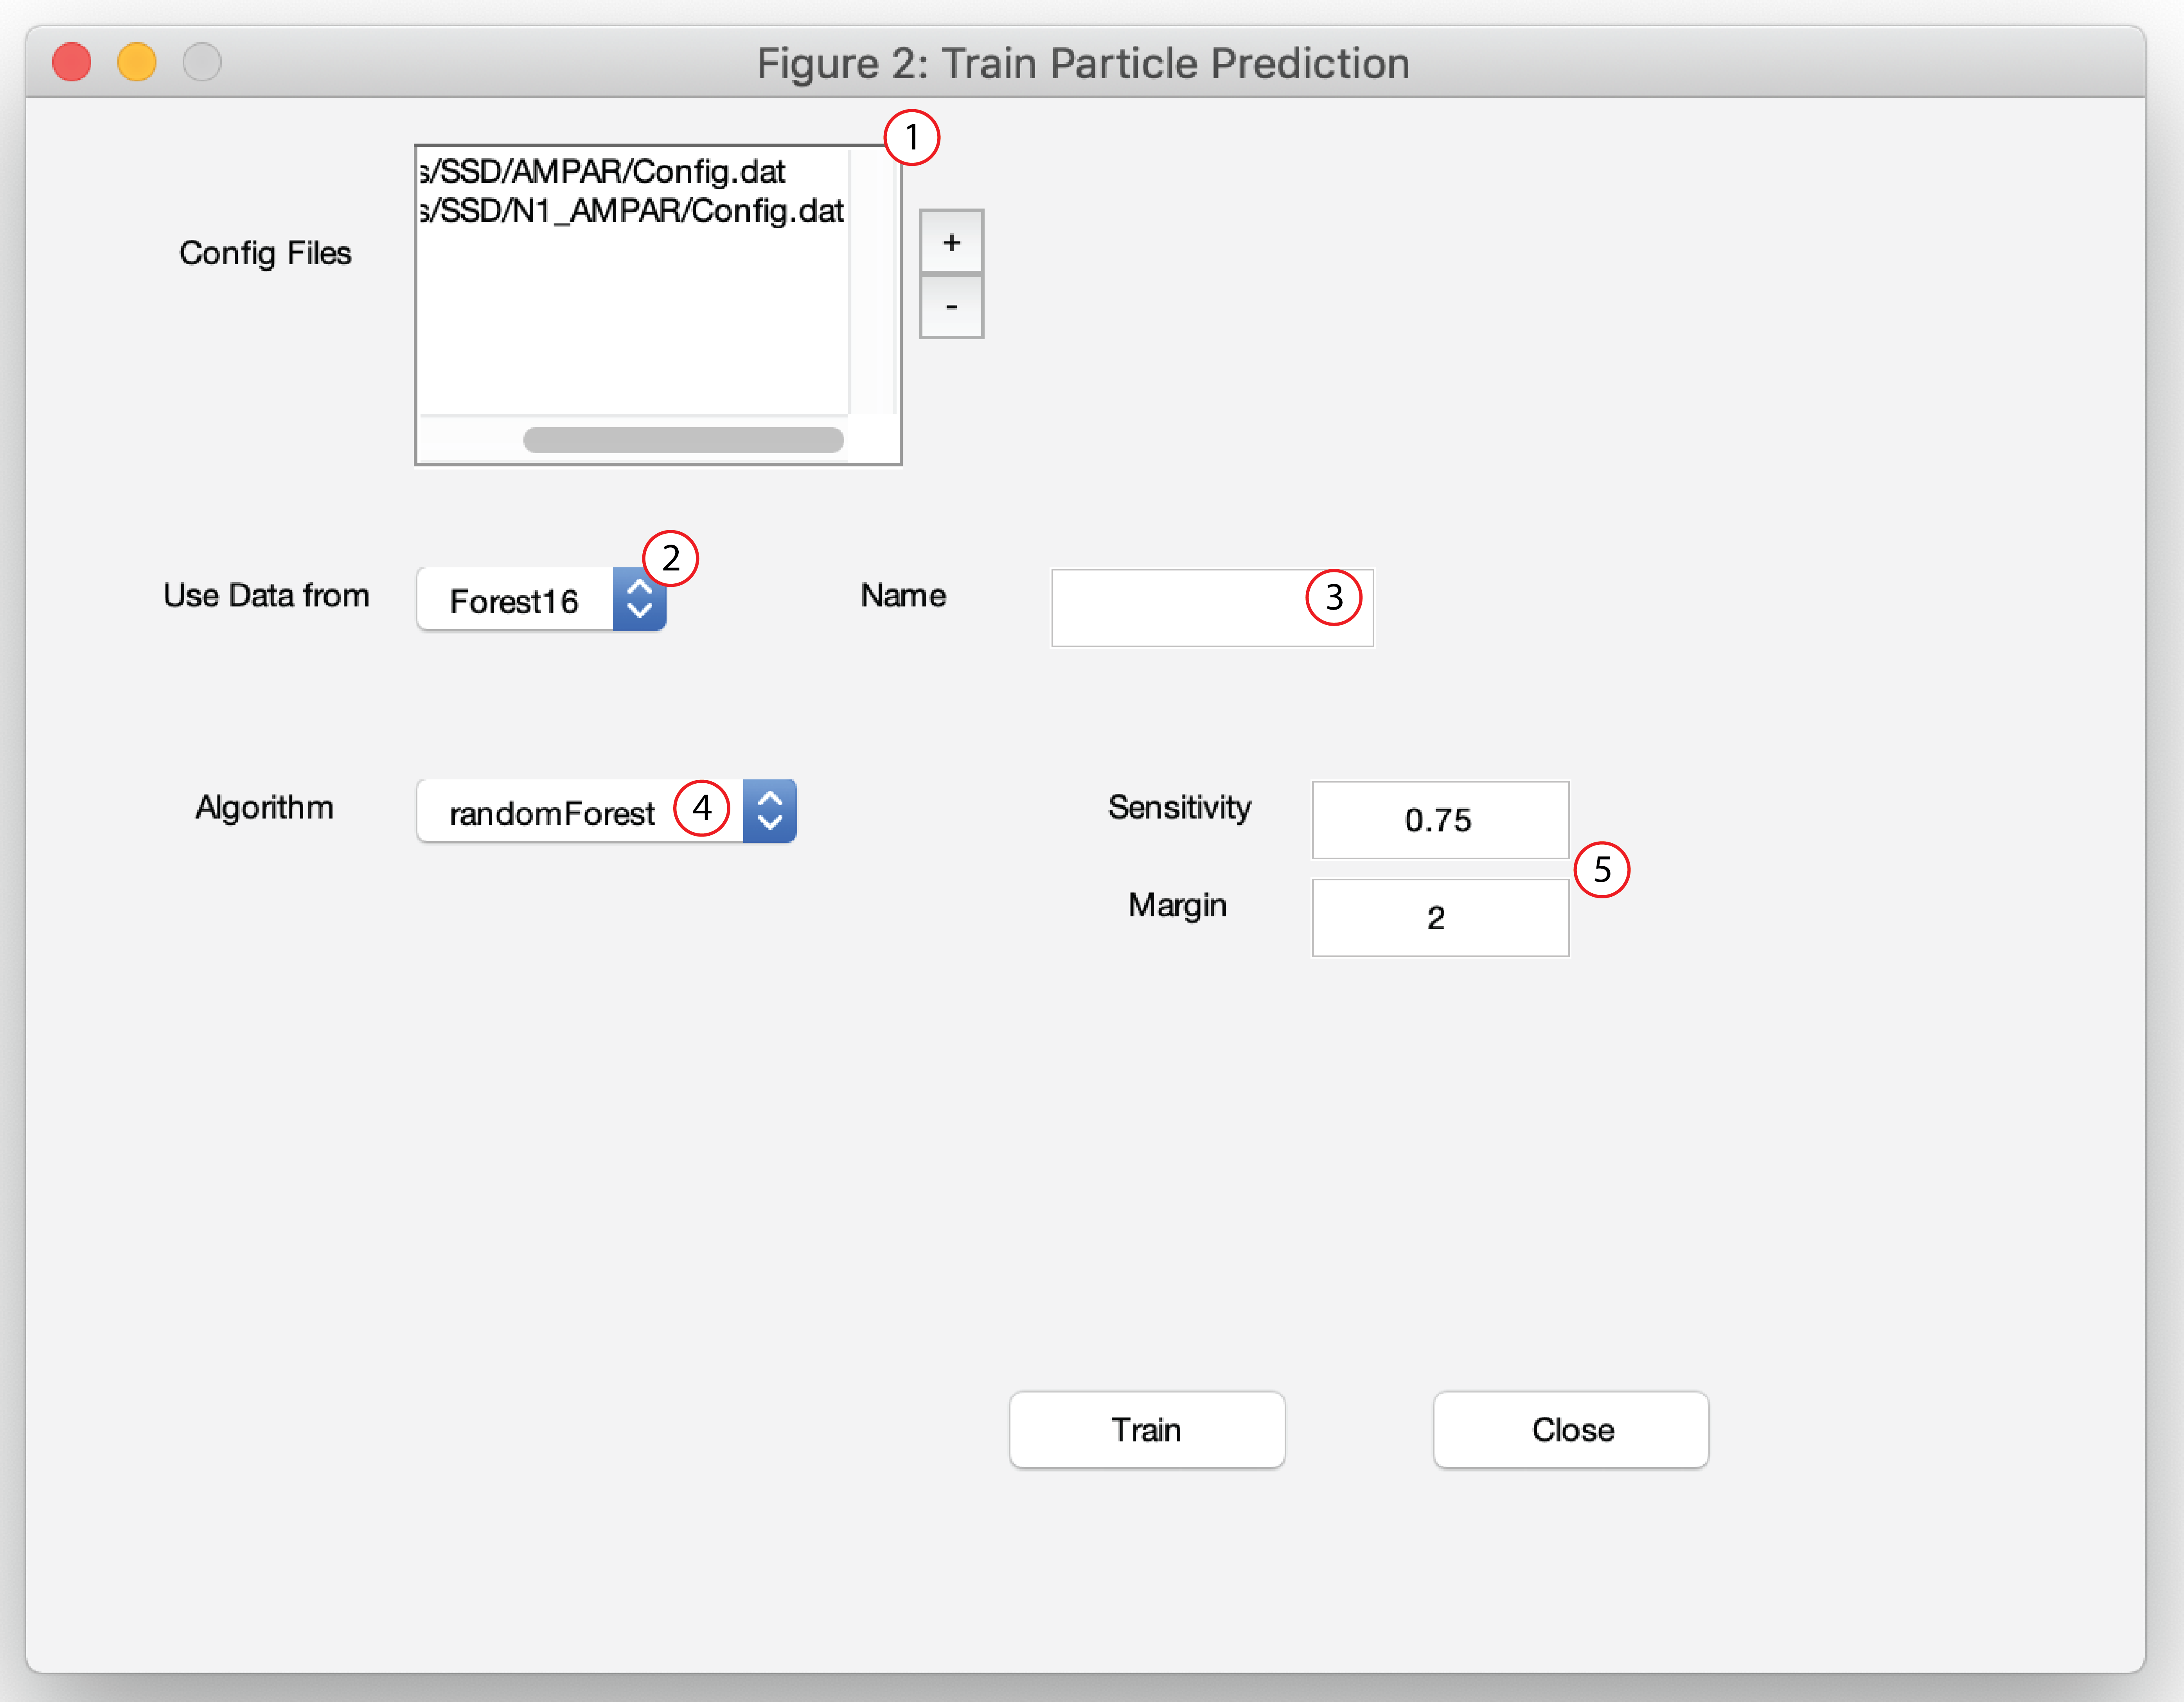 Figure 2: Train Particle Prediction
1
s/SSD/AMPAR/Config.dat
s/SSD/N1_AMPAR/Config.dat
Config Files
+
-
2
Use Data from
Forest16
Name
3
Algorithm
randomForest
4
Sensitivity
0.75
5
Margin
2
Train
Close